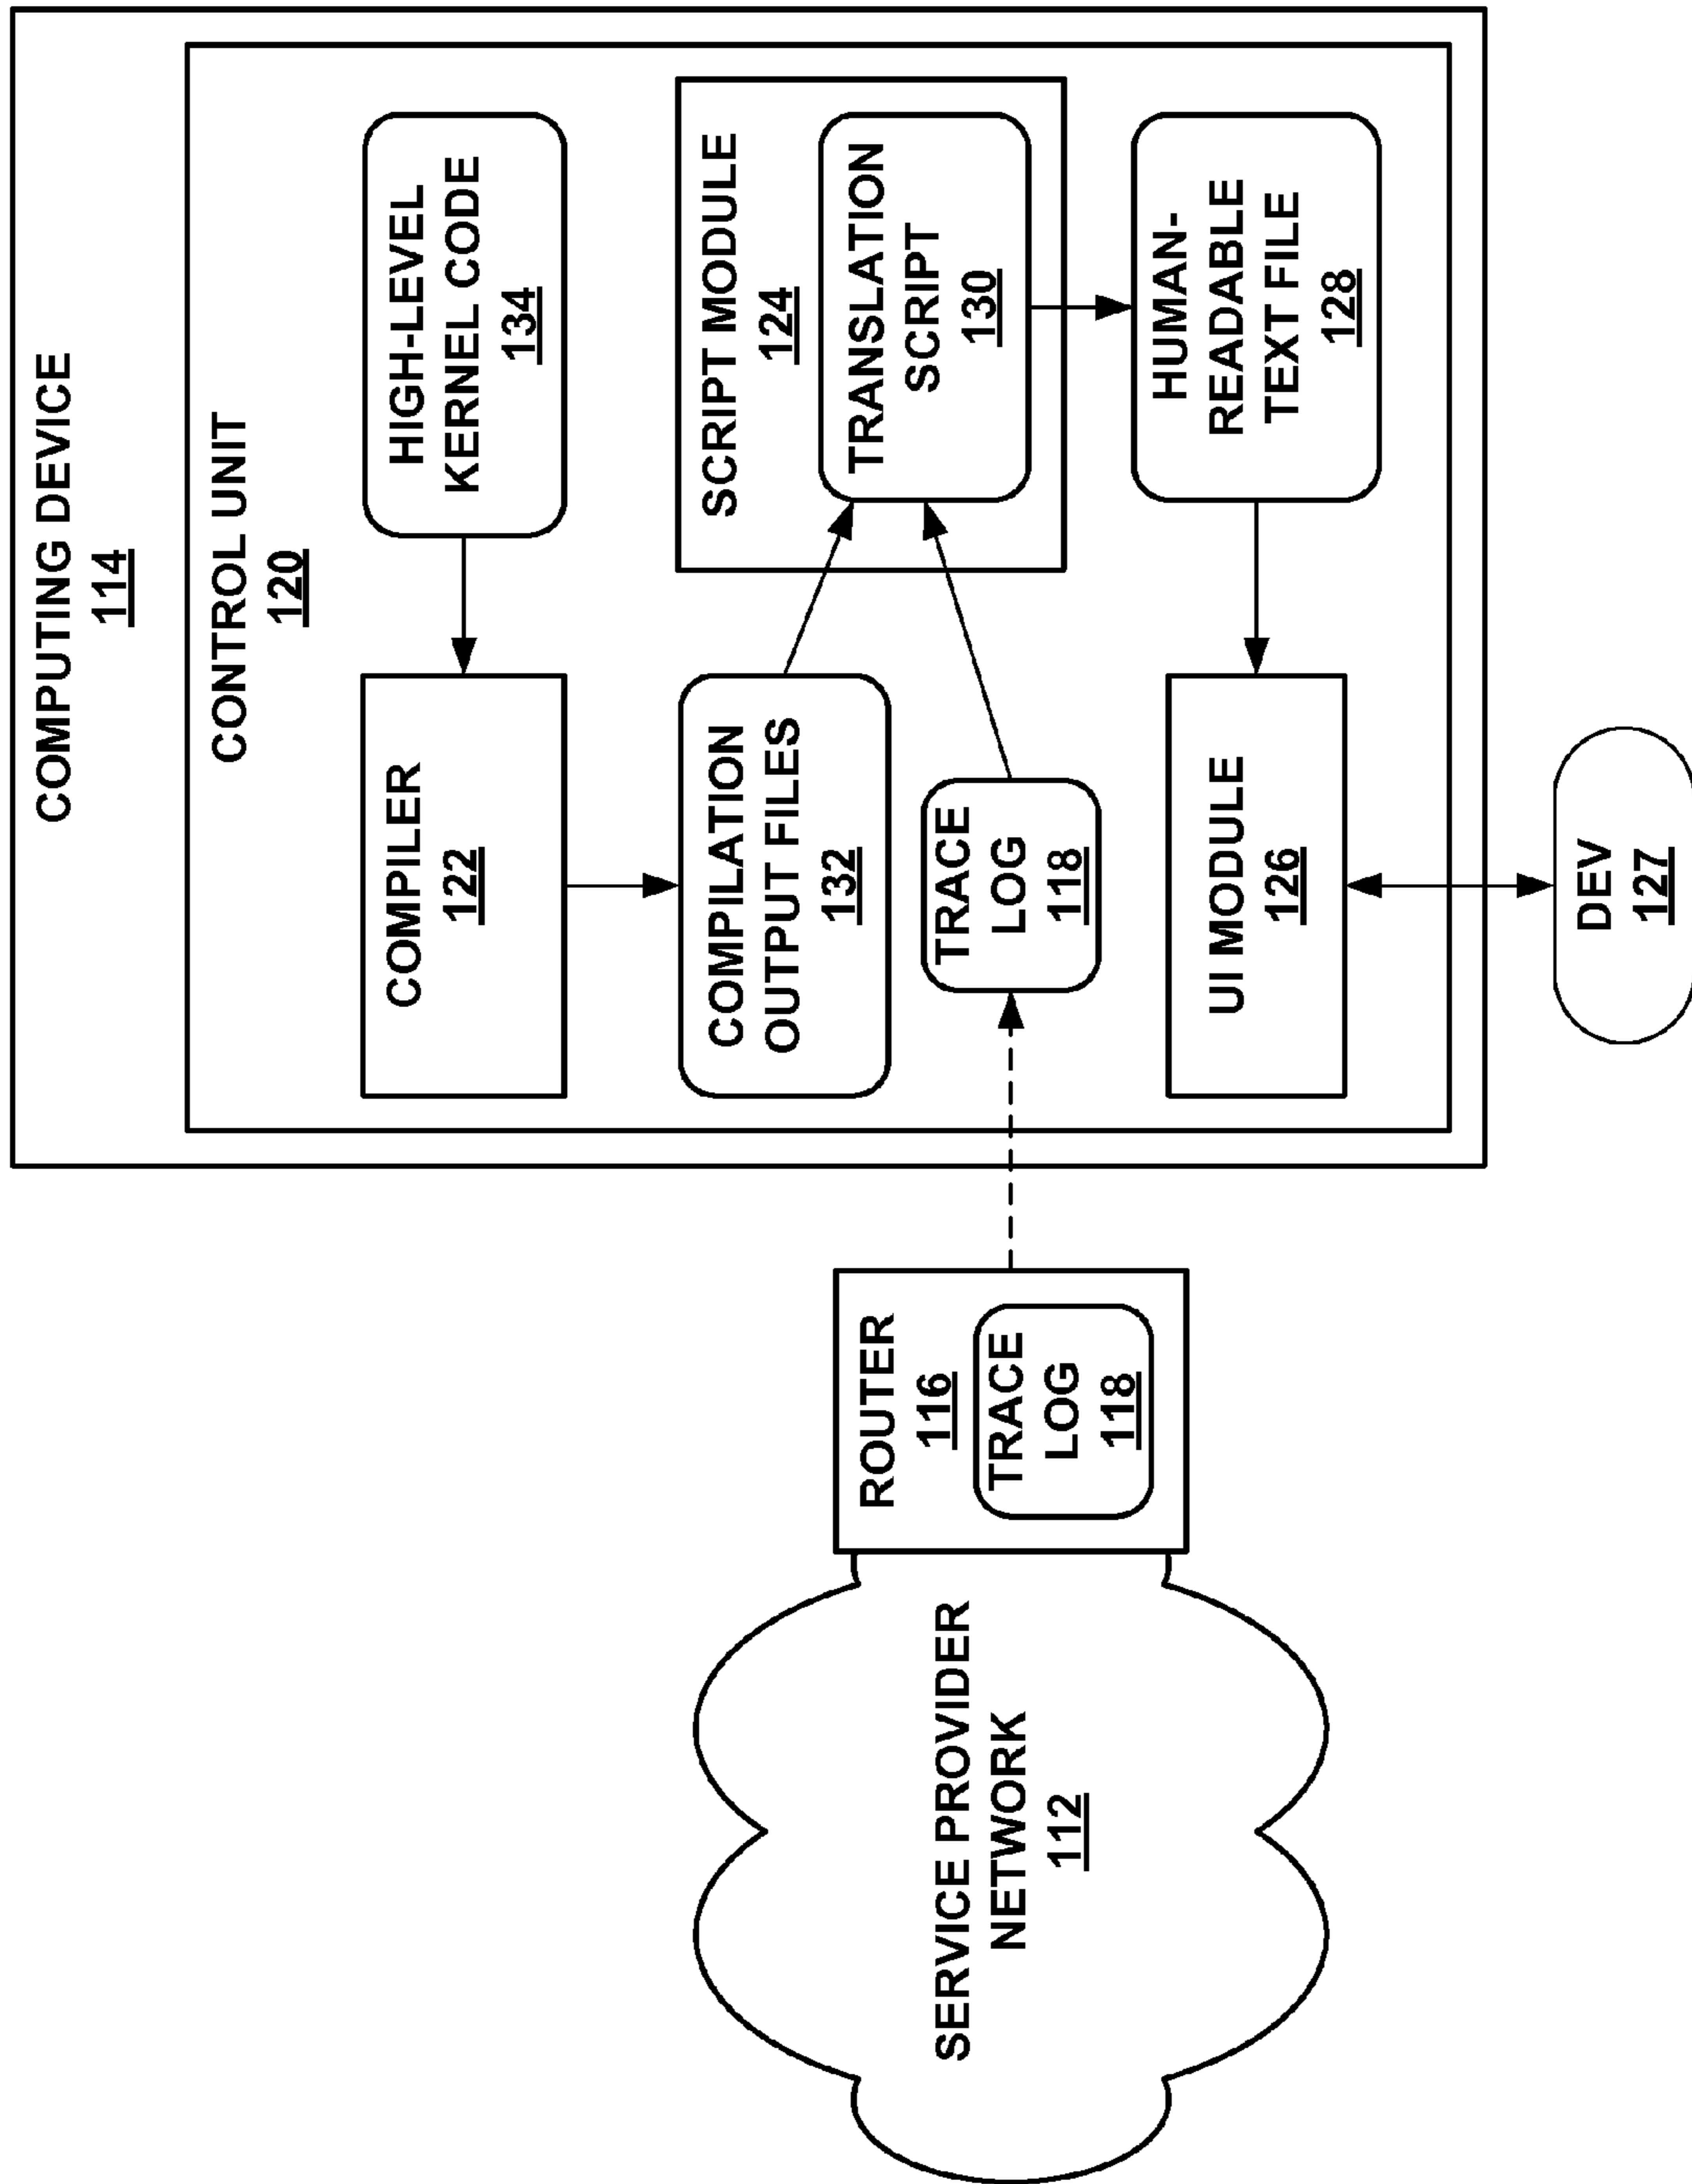 COMPUTING DEVICE
114
CONTROL UNIT
120
COMPILER
122
HIGH-LEVEL
KERNEL CODE
134
COMPILATION
OUTPUT FILES
132
SCRIPT MODULE
124
TRANSLATION
SCRIPT
130
TRACE
LOG
118
UI MODULE
126
HUMAN-
READABLE
TEXT FILE
128
DEV
127
ROUTER
116
TRACE
LOG
118
SERVICE PROVIDER
NETWORK
112